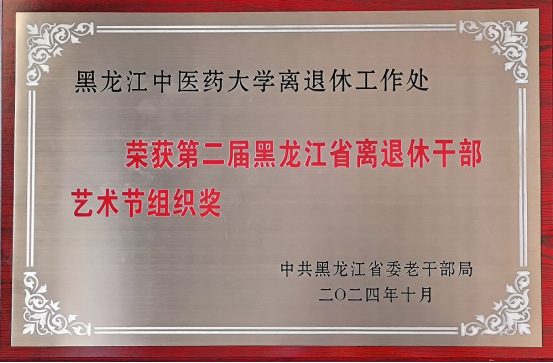 黑龙江中医药大学离退休工作处
荣获第二届黑龙江省离退休干部
艺术节组织奖
中共黑龙江省委老干部局
二〇二四年十月